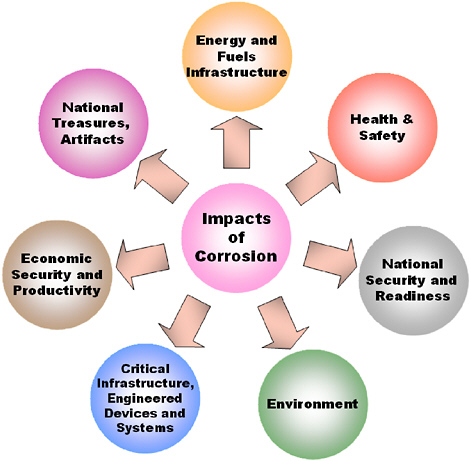 Energy and
Fuels
Infrastructure
National
Treasures,
Artifacts
Health &
Safety
Impacts
of
Corrosion
Economic
Security and
Productivity
National
Security and
Readiness
Critical
Infrastructure,
Engineered
Devices and
Systems
Environment